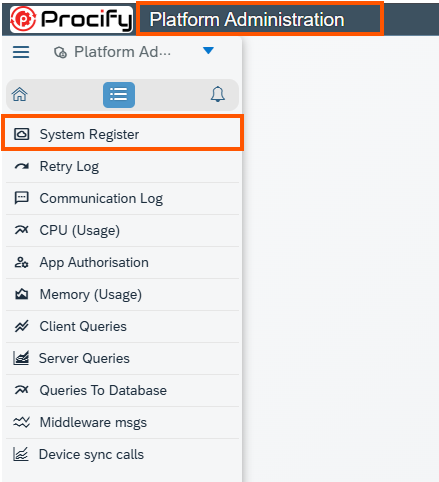 Procify Platform Administration
Platform Ad...
System Register
Retry Log
Communication Log
CPU (Usage)
App Authorisation
Memory (Usage)
Client Queries
Server Queries
Queries To Database
Middleware msgs
Device sync calls